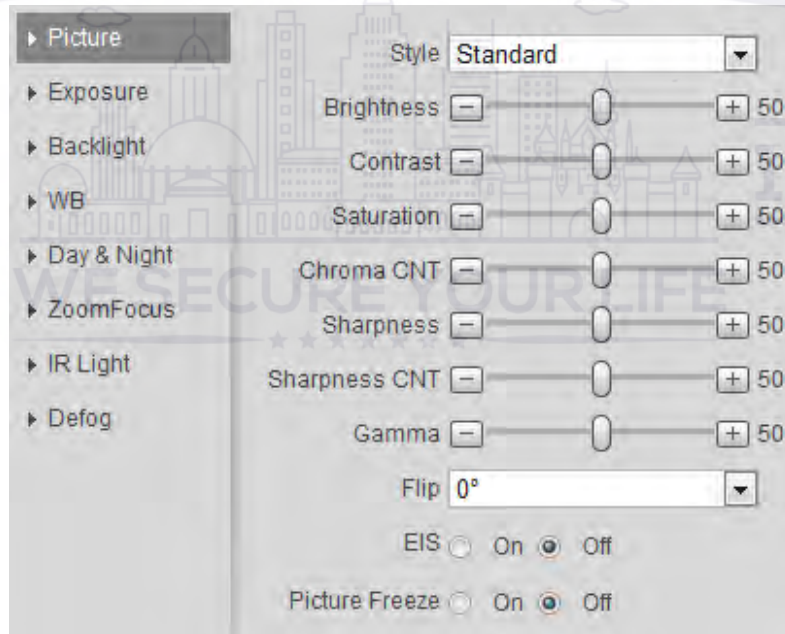 Picture
Exposure
Backlight
WB
Day & Night
ZoomFocus
IR Light
Defog
Style Standard
Brightness 50
Contrast 50
Saturation 50
Chroma CNT 50
Sharpness 50
Sharpness CNT 50
Gamma 50
Flip 0°
EIS On Off
Picture Freeze On Off
WE SECURE YOUR LIFE